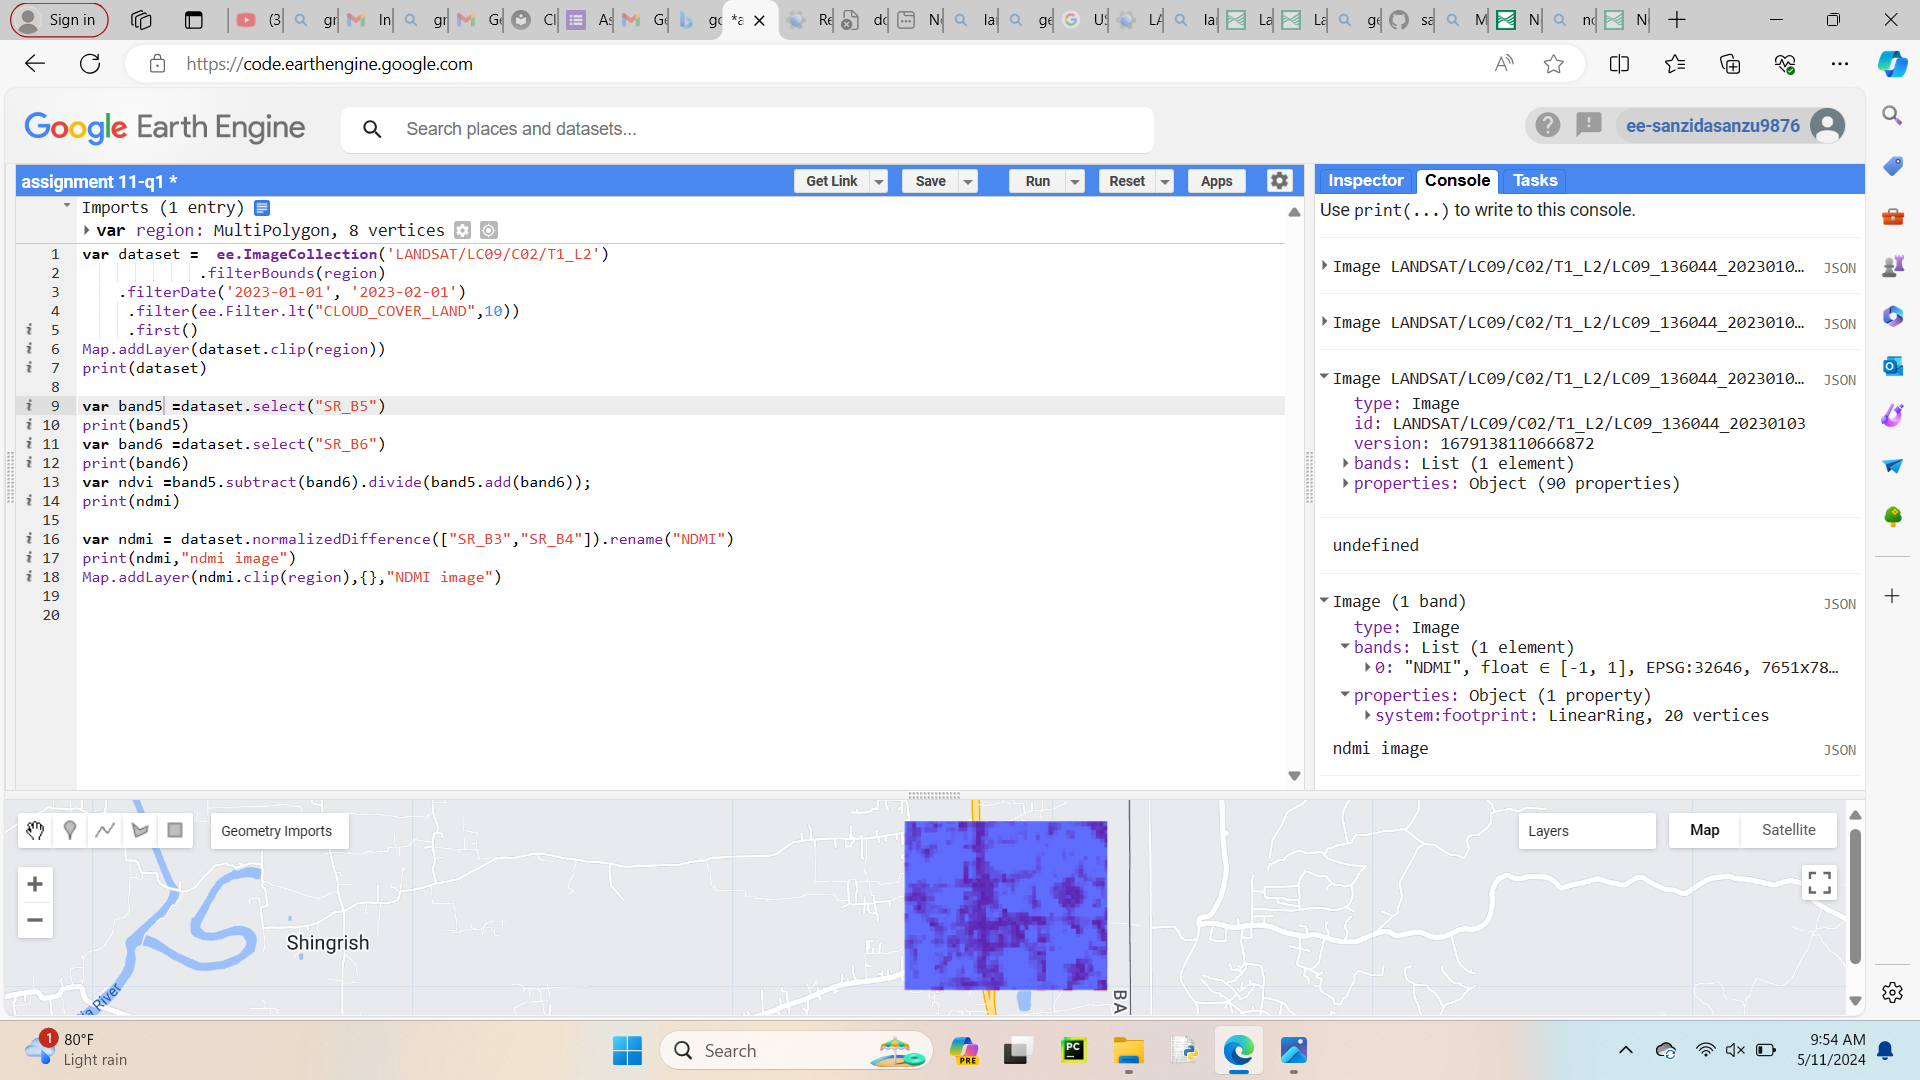 Sign in
(3
gr
In
gr
Ge
Cl
As
Ge
gc
*a
Re
do
Ne
lan
ge
US
LA
lan
La
La
ge
sa
M
N
no
N
https://code.earthengine.google.com
Google Earth Engine
Search places and datasets...
ee-sanzidasanzu9876
assignment 11-q1 *
Get Link
Save
Run
Reset
Apps
Inspector
Console
Tasks
Imports (1 entry)
var region: MultiPolygon, 8 vertices
1 var dataset =  ee.ImageCollection('LANDSAT/LC09/C02/T1_L2')
2 .filterBounds(region)
3 .filterDate('2023-01-01', '2023-02-01')
4 .filter(ee.Filter.lt("CLOUD_COVER_LAND",10))
i 5 .first()
i 6 Map.addLayer(dataset.clip(region))
i 7 print(dataset)
8
i 9 var band5 =dataset.select("SR_B5")
i 10 print(band5)
i 11 var band6 =dataset.select("SR_B6")
i 12 print(band6)
13 var ndvi =band5.subtract(band6).divide(band5.add(band6));
i 14 print(ndmi)
15
i 16 var ndmi = dataset.normalizedDifference(["SR_B3","SR_B4"]).rename("NDMI")
i 17 print(ndmi,"ndmi image")
i 18 Map.addLayer(ndmi.clip(region),{},"NDMI image")
19
20
Use print(...) to write to this console.
Image LANDSAT/LC09/C02/T1_L2/LC09_136044_2023010… JSON
Image LANDSAT/LC09/C02/T1_L2/LC09_136044_2023010… JSON
Image LANDSAT/LC09/C02/T1_L2/LC09_136044_2023010… JSON
type: Image
id: LANDSAT/LC09/C02/T1_L2/LC09_136044_20230103
version: 1679138110666872
bands: List (1 element)
properties: Object (90 properties)
undefined
Image (1 band) JSON
type: Image
bands: List (1 element)
0: "NDMI", float ∈ [-1, 1], EPSG:32646, 7651x78…
properties: Object (1 property)
system:footprint: LinearRing, 20 vertices
ndmi image JSON
Geometry Imports
Layers
Map
Satellite
+
−
Shingrish
River
BA
1
80°F
Light rain
Search
PRE
PC
9:54 AM
5/11/2024